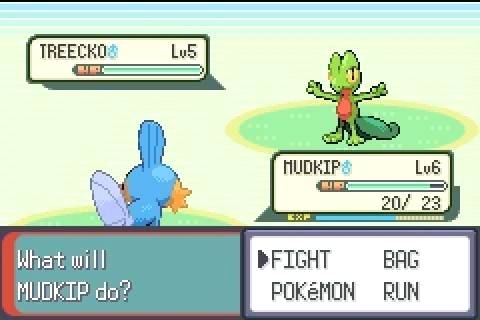 TREECKO♂ Lv5
HP
MUDKIP♂ Lv6
HP
20/ 23
EXP
What will
MUDKIP do?
▶FIGHT BAG
POKéMON RUN